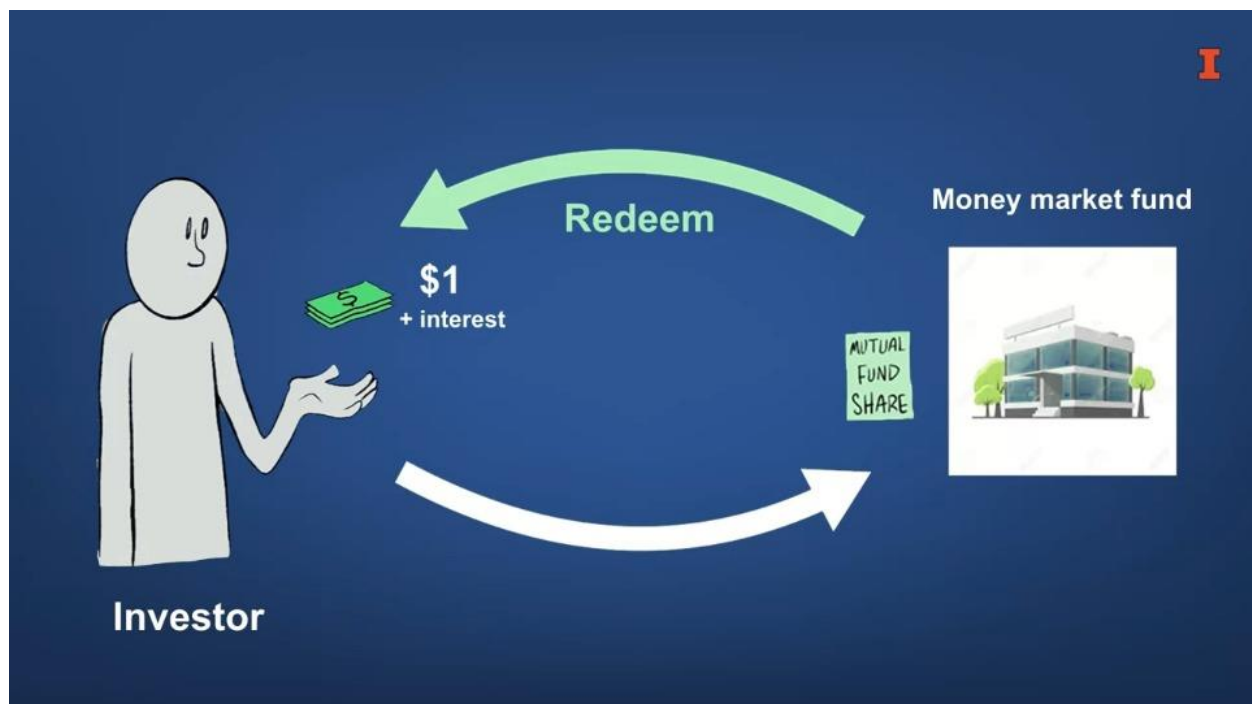 I
Money market fund
Redeem
$
$1
+ interest
MUTUAL
FUND
SHARE
Investor